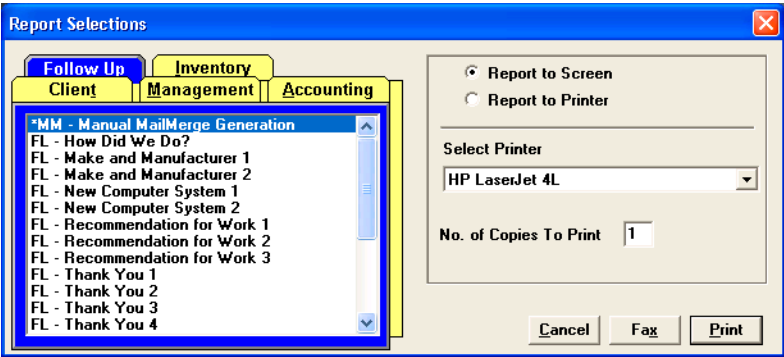 Report Selections
Follow Up
Inventory
Client
Management
Accounting
*MM - Manual MailMerge Generation
FL - How Did We Do?
FL - Make and Manufacturer 1
FL - Make and Manufacturer 2
FL - New Computer System 1
FL - New Computer System 2
FL - Recommendation for Work 1
FL - Recommendation for Work 2
FL - Recommendation for Work 3
FL - Thank You 1
FL - Thank You 2
FL - Thank You 3
FL - Thank You 4
Report to Screen
Report to Printer
Select Printer
HP LaserJet 4L
No. of Copies To Print 1
Cancel
Fax
Print